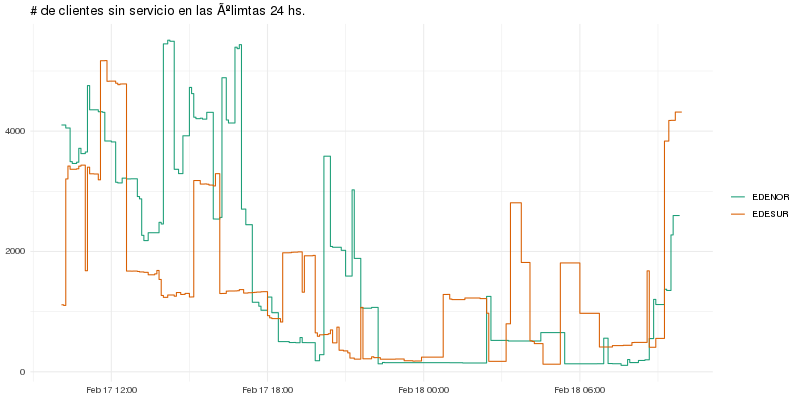 # de clientes sin servicio en las Ãºlimtas 24 hs.
4000
2000
0
Feb 17 12:00
Feb 17 18:00
Feb 18 00:00
Feb 18 06:00
EDENOR
EDESUR